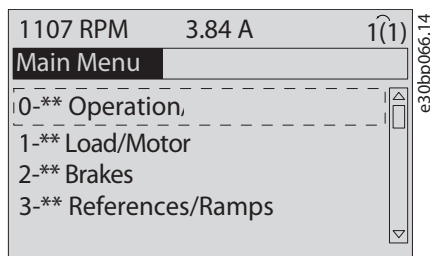 1107 RPM 3.84 A 1(1)
Main Menu
0-** Operation/
1-** Load/Motor
2-** Brakes
3-** References/Ramps
e30bp066.14